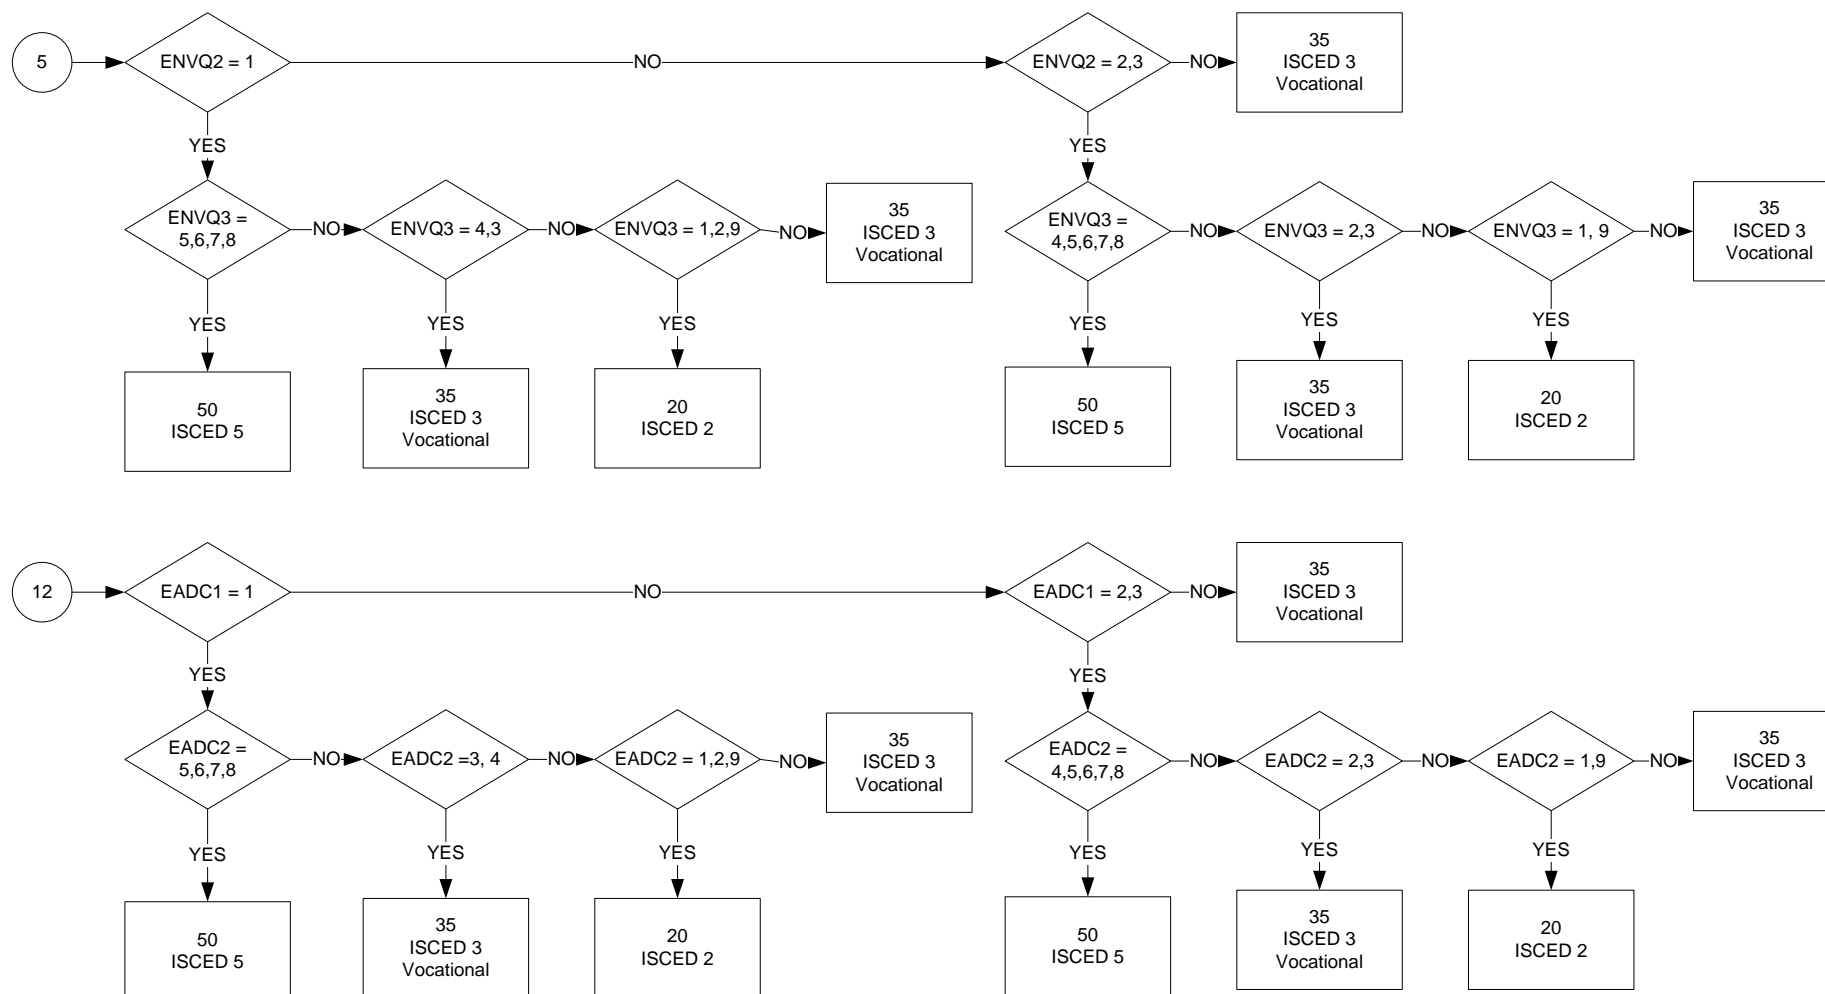 5
ENVQ2 = 1
NO
ENVQ2 = 2,3
NO
35
ISCED 3
Vocational
YES
YES
ENVQ3 =
5,6,7,8
NO
ENVQ3 = 4,3
NO
ENVQ3 = 1,2,9
NO
35
ISCED 3
Vocational
ENVQ3 =
4,5,6,7,8
NO
ENVQ3 = 2,3
NO
ENVQ3 = 1, 9
NO
35
ISCED 3
Vocational
YES
YES
YES
YES
YES
YES
50
ISCED 5
35
ISCED 3
Vocational
20
ISCED 2
50
ISCED 5
35
ISCED 3
Vocational
20
ISCED 2
12
EADC1 = 1
NO
EADC1 = 2,3
NO
35
ISCED 3
Vocational
YES
YES
EADC2 =
5,6,7,8
NO
EADC2 =3, 4
NO
EADC2 = 1,2,9
NO
35
ISCED 3
Vocational
EADC2 =
4,5,6,7,8
NO
EADC2 = 2,3
NO
EADC2 = 1,9
NO
35
ISCED 3
Vocational
YES
YES
YES
YES
YES
YES
50
ISCED 5
35
ISCED 3
Vocational
20
ISCED 2
50
ISCED 5
35
ISCED 3
Vocational
20
ISCED 2